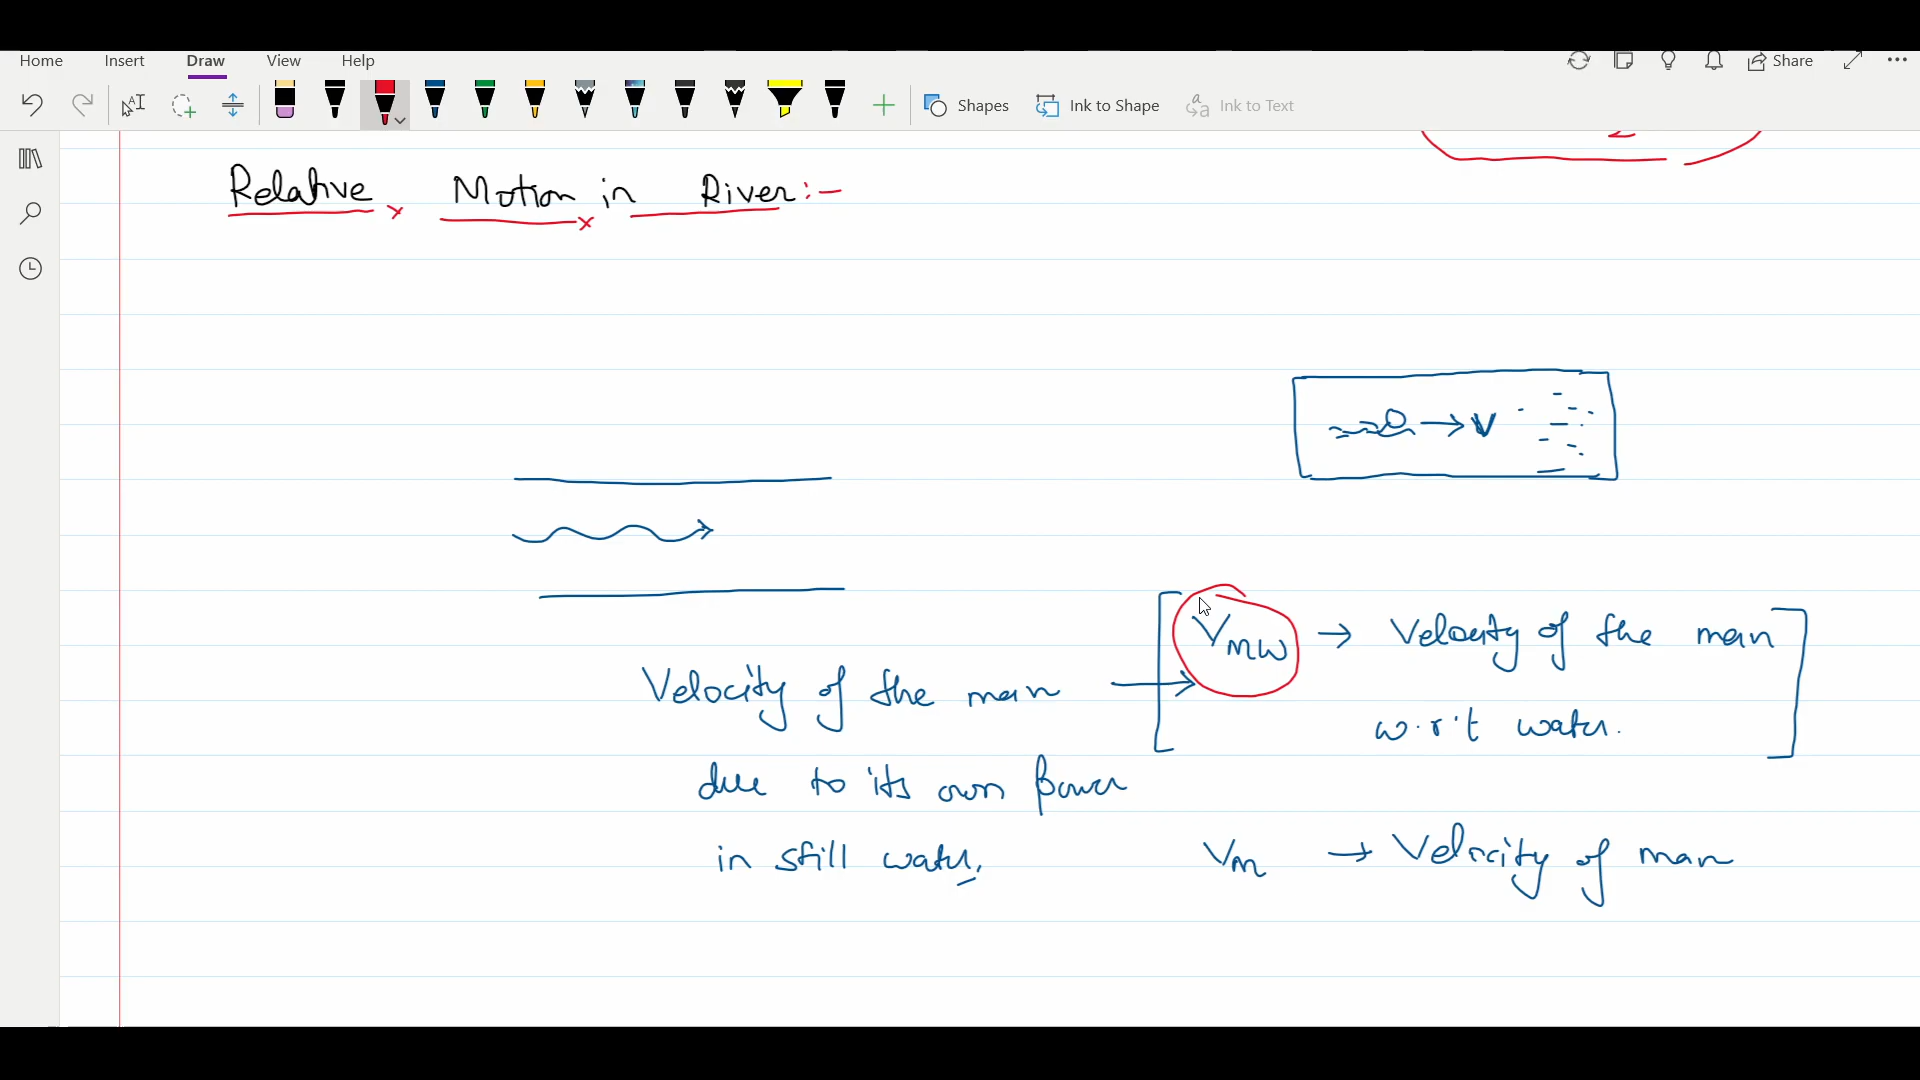 Home Insert Draw View Help Share
Shapes Ink to Shape Ink to Text
Relative Motion in River :-
V
VMW → Velocity of the man
w.r.t water.
Velocity of the man →
due to its own power
in still water.
VM → Velocity of man